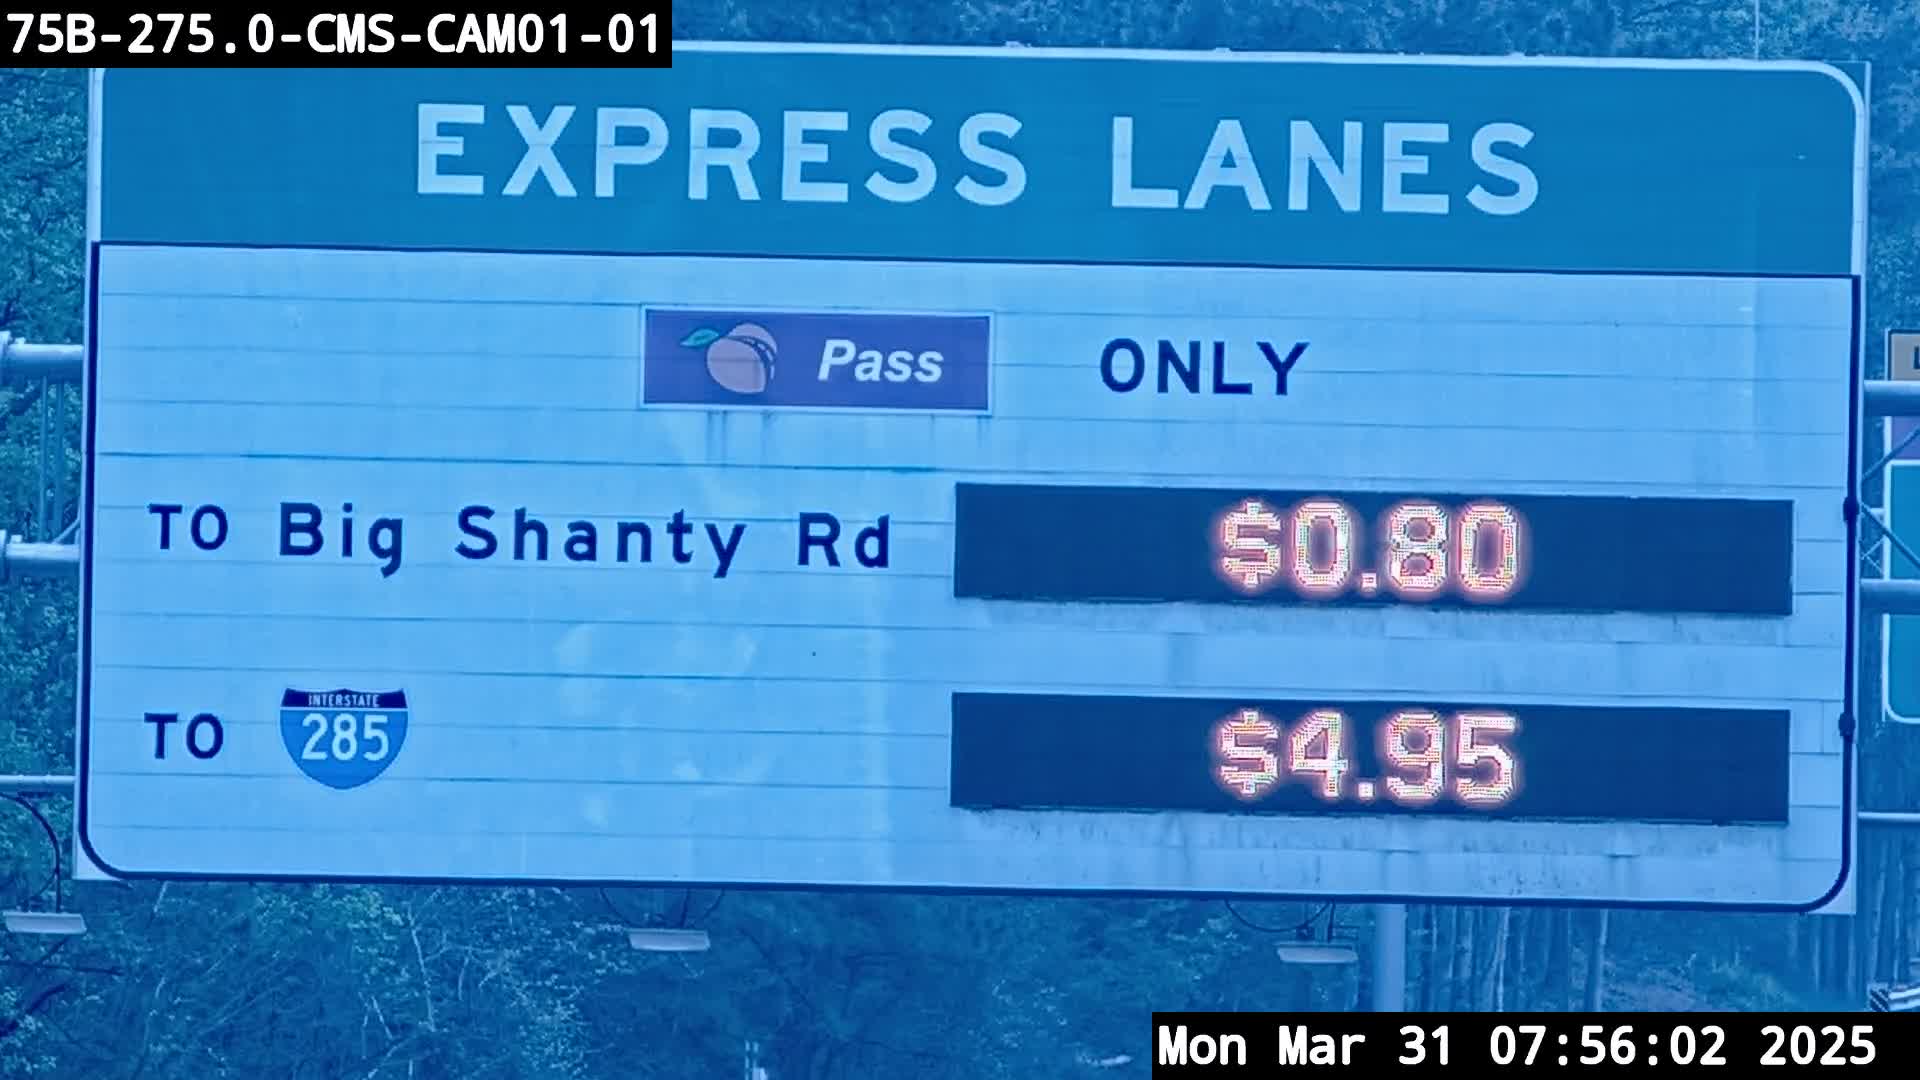 75B-275.0-CMS-CAM01-01
EXPRESS LANES
Pass ONLY
TO Big Shanty Rd $0.80
INTERSTATE
TO 285 $4.95
Mon Mar 31 07:56:02 2025